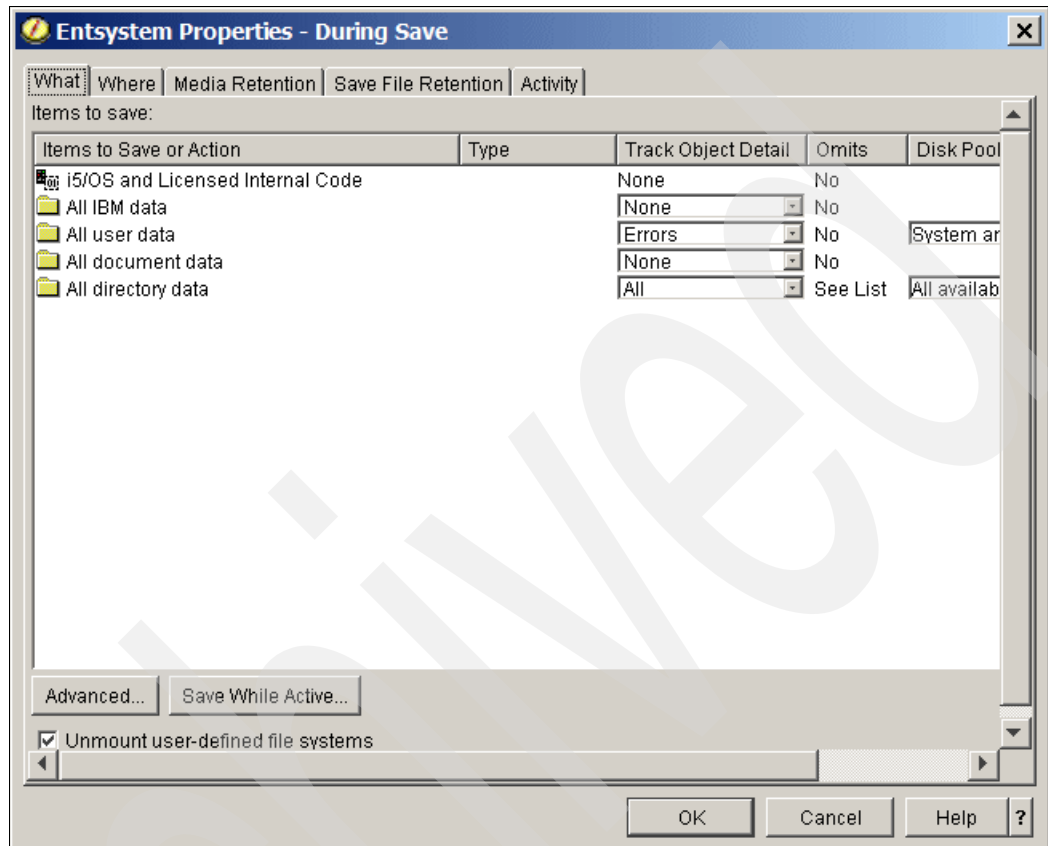 Entsystem Properties - During Save
What Where Media Retention Save File Retention Activity
Items to save:
Items to Save or Action Type Track Object Detail Omits Disk Pool
i5/OS and Licensed Internal Code None No
All IBM data None No
All user data Errors No System ar
All document data None No
All directory data All See List All availab
Advanced... Save While Active...
Unmount user-defined file systems
OK Cancel Help ?